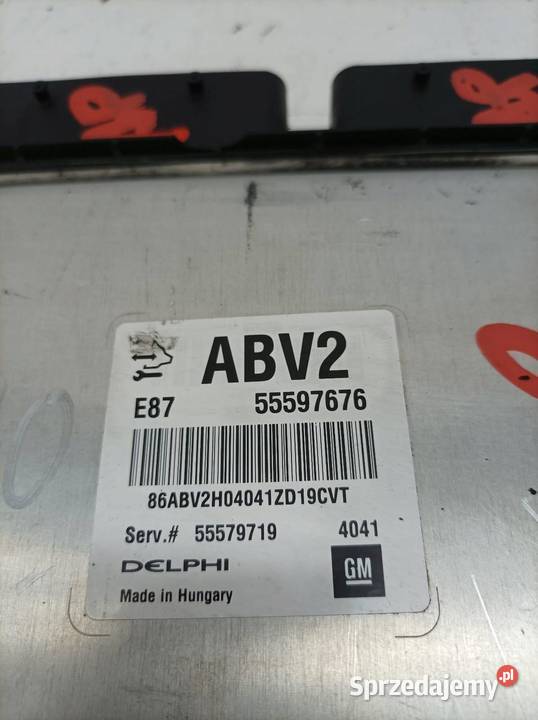 ABV2
E87 55597676
86ABV2H04041ZD19CVT
Serv.# 55579719 4041
DELPHI GM
Made in Hungary
Sprzedajemy.pl